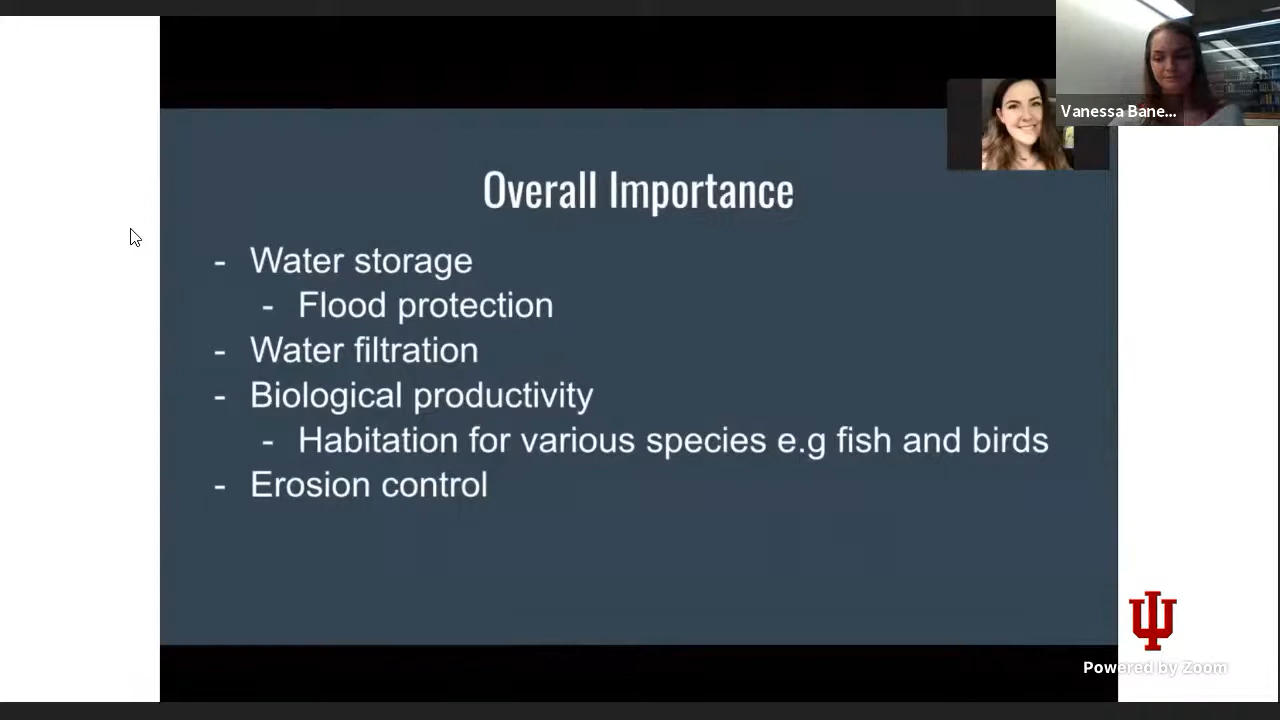 Vanessa Bane...
Overall Importance
- Water storage
- Flood protection
- Water filtration
- Biological productivity
- Habitation for various species e.g fish and birds
- Erosion control
Powered by Zoom